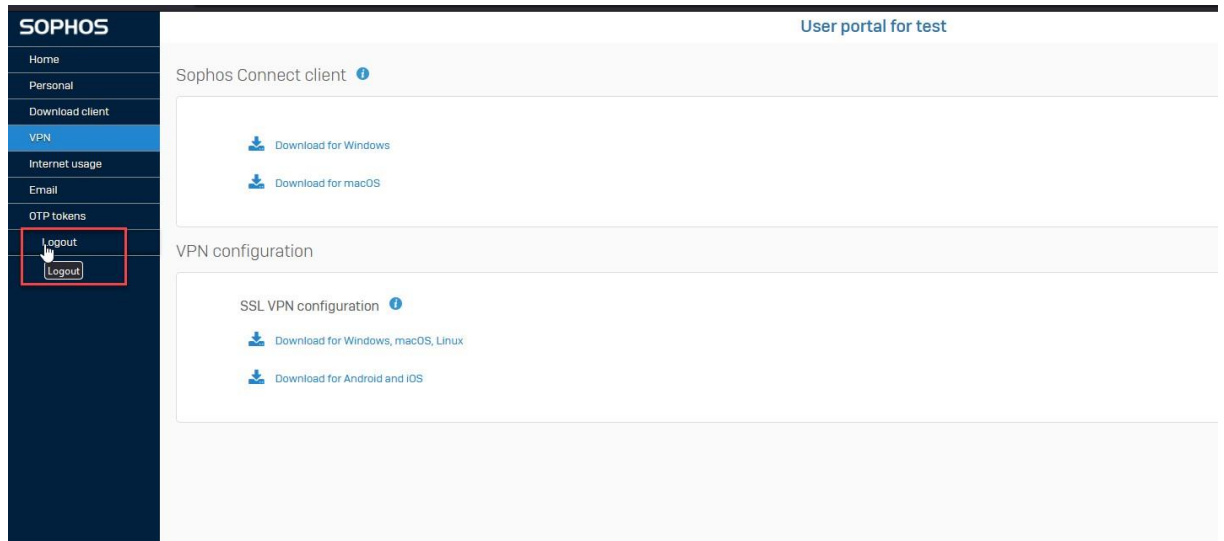 SOPHOS
User portal for test
Home
Personal
Download client
VPN
Internet usage
Email
OTP tokens
Logout
Logout
Sophos Connect client
Download for Windows
Download for macOS
VPN configuration
SSL VPN configuration
Download for Windows, macOS, Linux
Download for Android and iOS